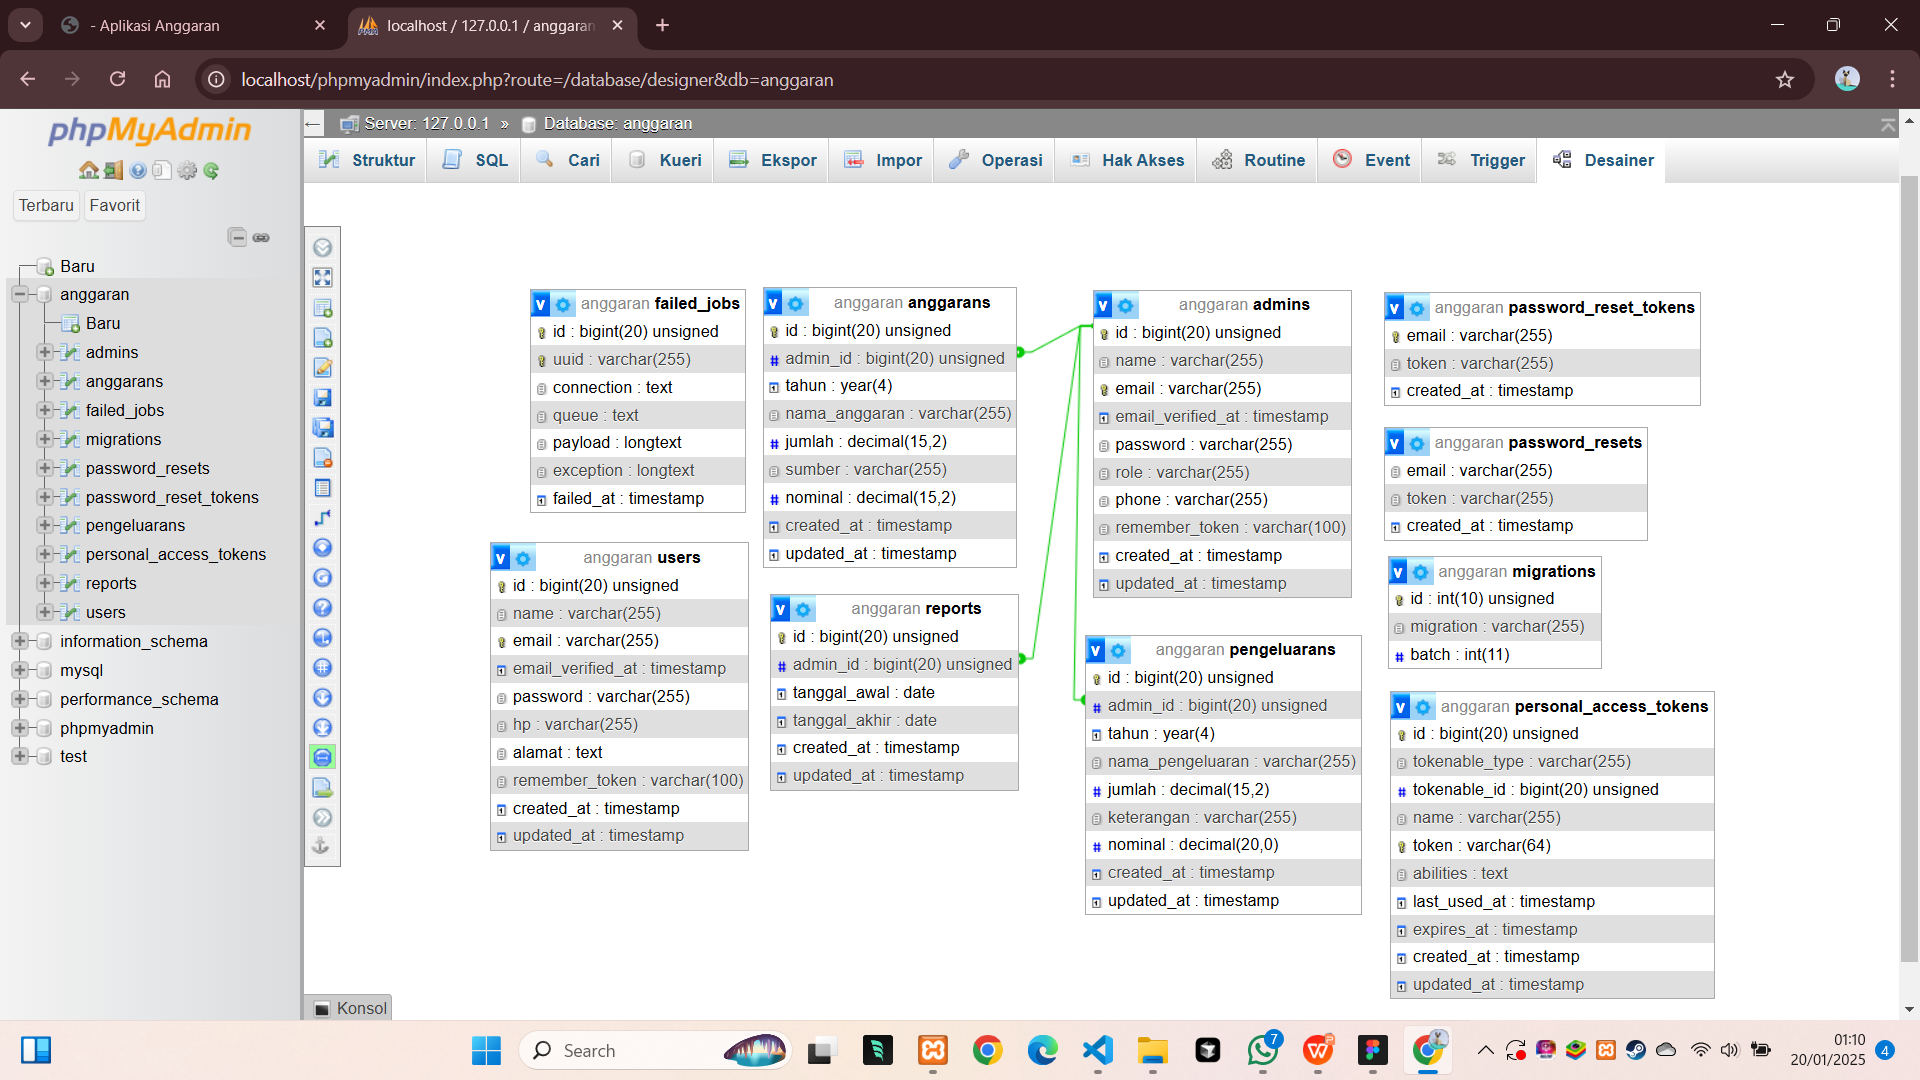 - Aplikasi Anggaran
localhost / 127.0.0.1 / anggaran
localhost/phpmyadmin/index.php?route=/database/designer&db=anggaran
phpMyAdmin
Terbaru
Favorit
Baru
anggaran
Baru
admins
anggarans
failed_jobs
migrations
password_resets
password_reset_tokens
pengeluarans
personal_access_tokens
reports
users
information_schema
mysql
performance_schema
phpmyadmin
test
Server: 127.0.0.1 » Database: anggaran
Struktur
SQL
Cari
Kueri
Ekspor
Impor
Operasi
Hak Akses
Routine
Event
Trigger
Desainer
anggaran failed_jobs
id : bigint(20) unsigned
uuid : varchar(255)
connection : text
queue : text
payload : longtext
exception : longtext
failed_at : timestamp
anggaran anggarans
id : bigint(20) unsigned
admin_id : bigint(20) unsigned
tahun : year(4)
nama_anggaran : varchar(255)
jumlah : decimal(15,2)
sumber : varchar(255)
nominal : decimal(15,2)
created_at : timestamp
updated_at : timestamp
anggaran admins
id : bigint(20) unsigned
name : varchar(255)
email : varchar(255)
email_verified_at : timestamp
password : varchar(255)
role : varchar(255)
phone : varchar(255)
remember_token : varchar(100)
created_at : timestamp
updated_at : timestamp
anggaran password_reset_tokens
email : varchar(255)
token : varchar(255)
created_at : timestamp
anggaran password_resets
email : varchar(255)
token : varchar(255)
created_at : timestamp
anggaran users
id : bigint(20) unsigned
name : varchar(255)
email : varchar(255)
email_verified_at : timestamp
password : varchar(255)
hp : varchar(255)
alamat : text
remember_token : varchar(100)
created_at : timestamp
updated_at : timestamp
anggaran reports
id : bigint(20) unsigned
admin_id : bigint(20) unsigned
tanggal_awal : date
tanggal_akhir : date
created_at : timestamp
updated_at : timestamp
anggaran pengeluarans
id : bigint(20) unsigned
admin_id : bigint(20) unsigned
tahun : year(4)
nama_pengeluaran : varchar(255)
jumlah : decimal(15,2)
keterangan : varchar(255)
nominal : decimal(20,0)
created_at : timestamp
updated_at : timestamp
anggaran migrations
id : int(10) unsigned
migration : varchar(255)
batch : int(11)
anggaran personal_access_tokens
id : bigint(20) unsigned
tokenable_type : varchar(255)
tokenable_id : bigint(20) unsigned
name : varchar(255)
token : varchar(64)
abilities : text
last_used_at : timestamp
expires_at : timestamp
created_at : timestamp
updated_at : timestamp
Konsol
Search
7
01:10
20/01/2025
4